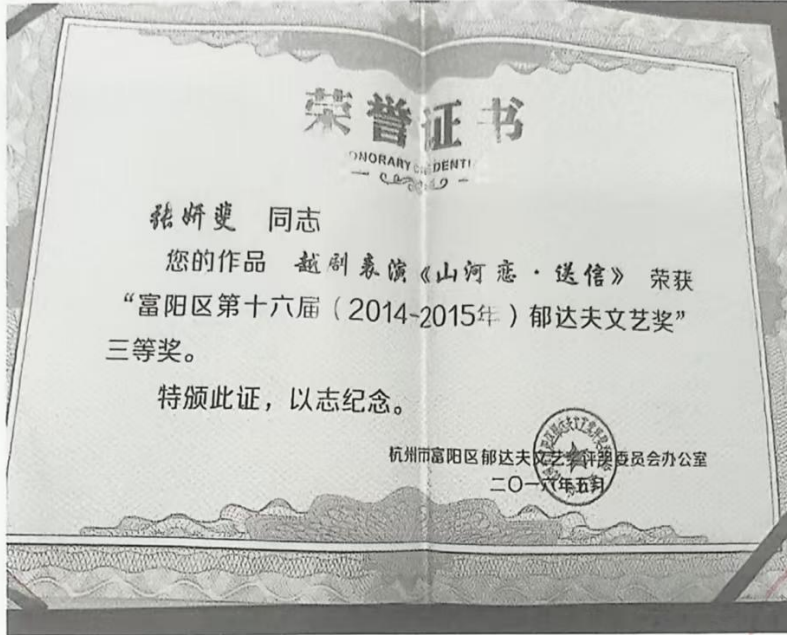 荣誉证书
HONORARY CREDENTIAL
张妍斐 同志
您的作品 越剧表演《山河恋·送信》 荣获
“富阳区第十六届(2014-2015年)郁达夫文艺奖”
三等奖。
特颁此证，以志纪念。
杭州市富阳区郁达夫文艺奖评奖委员会办公室
二〇一六年五月